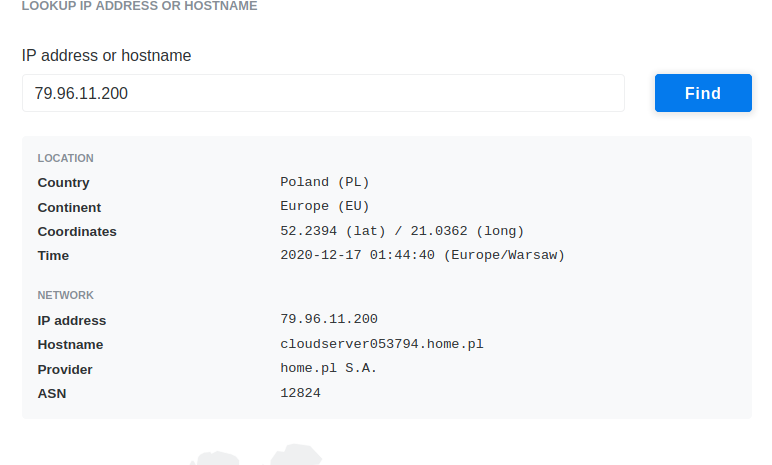 LOOKUP IP ADDRESS OR HOSTNAME
IP address or hostname
79.96.11.200 Find
LOCATION
Country Poland (PL)
Continent Europe (EU)
Coordinates 52.2394 (lat) / 21.0362 (long)
Time 2020-12-17 01:44:40 (Europe/Warsaw)
NETWORK
IP address 79.96.11.200
Hostname cloudserver053794.home.pl
Provider home.pl S.A.
ASN 12824